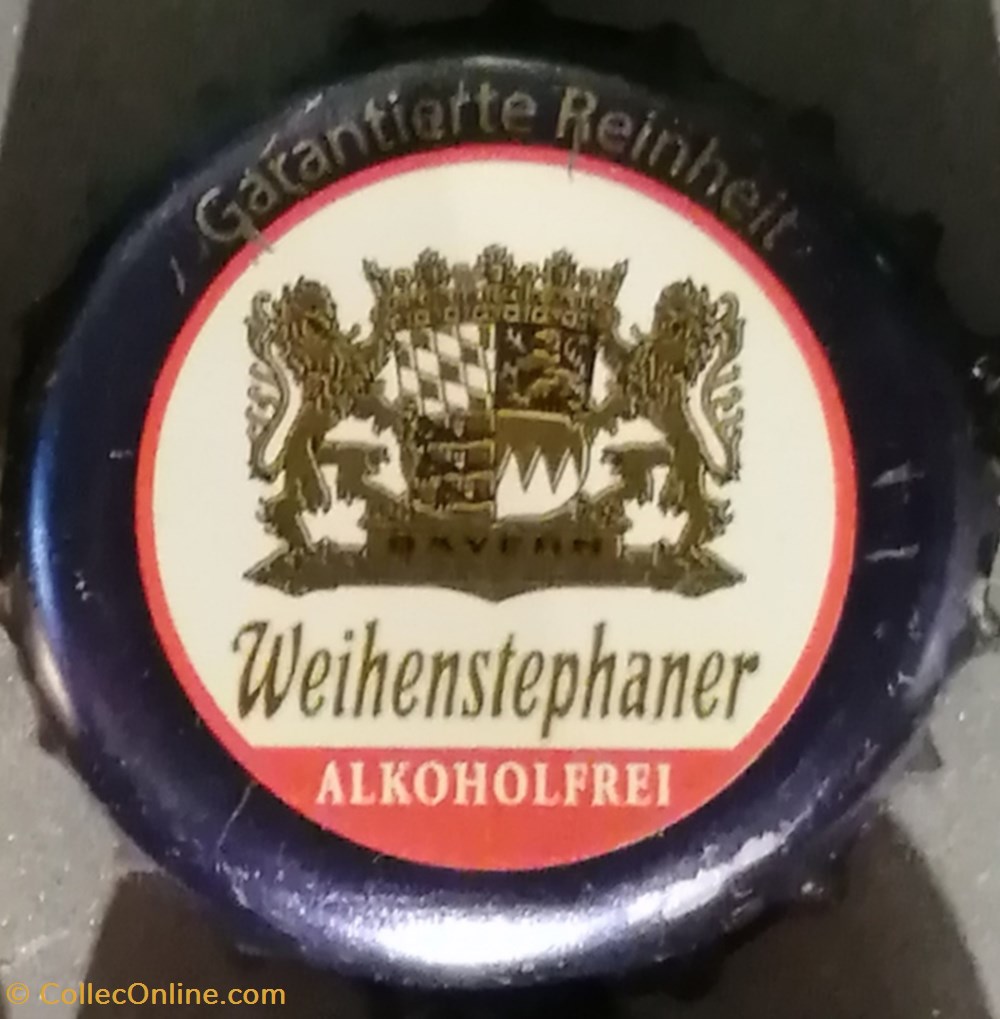 Garantierte Reinheit
BAYERN
Weihenstephaner
ALKOHOLFREI
© CollecOnline.com